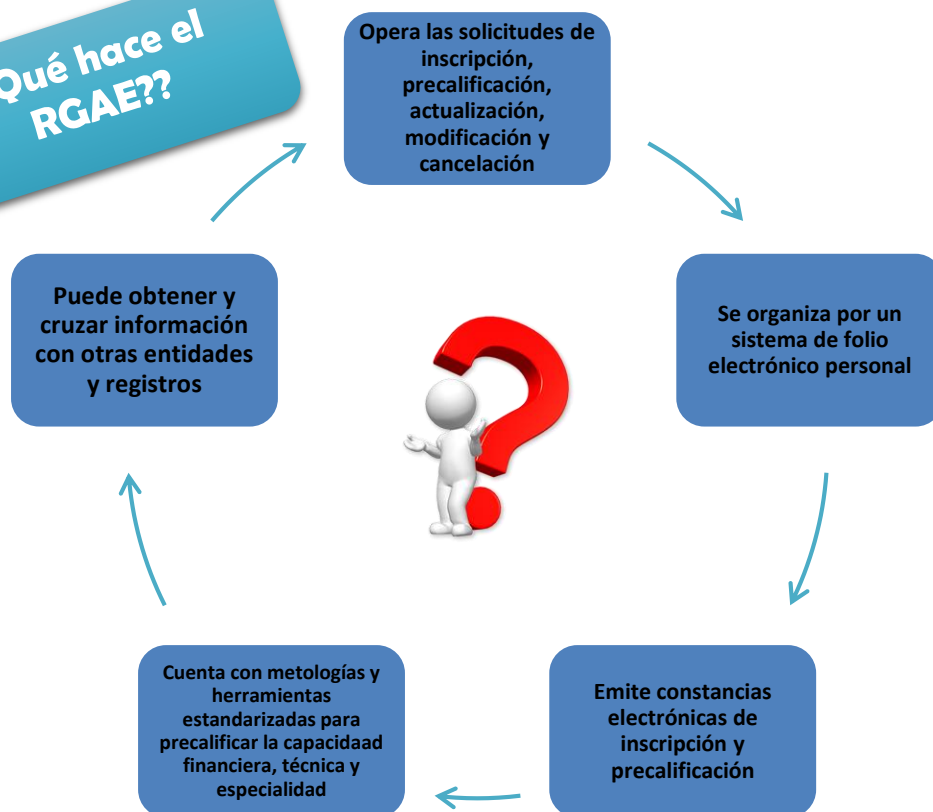 Qué hace el
RGAE??
Opera las solicitudes de
inscripción,
precalificación,
actualización,
modificación y
cancelación
Se organiza por un
sistema de folio
electrónico personal
Emite constancias
electrónicas de
inscripción y
precalificación
Cuenta con metologías y
herramientas
estandarizadas para
precalificar la capacidaad
financiera, técnica y
especialidad
Puede obtener y
cruzar información
con otras entidades
y registros